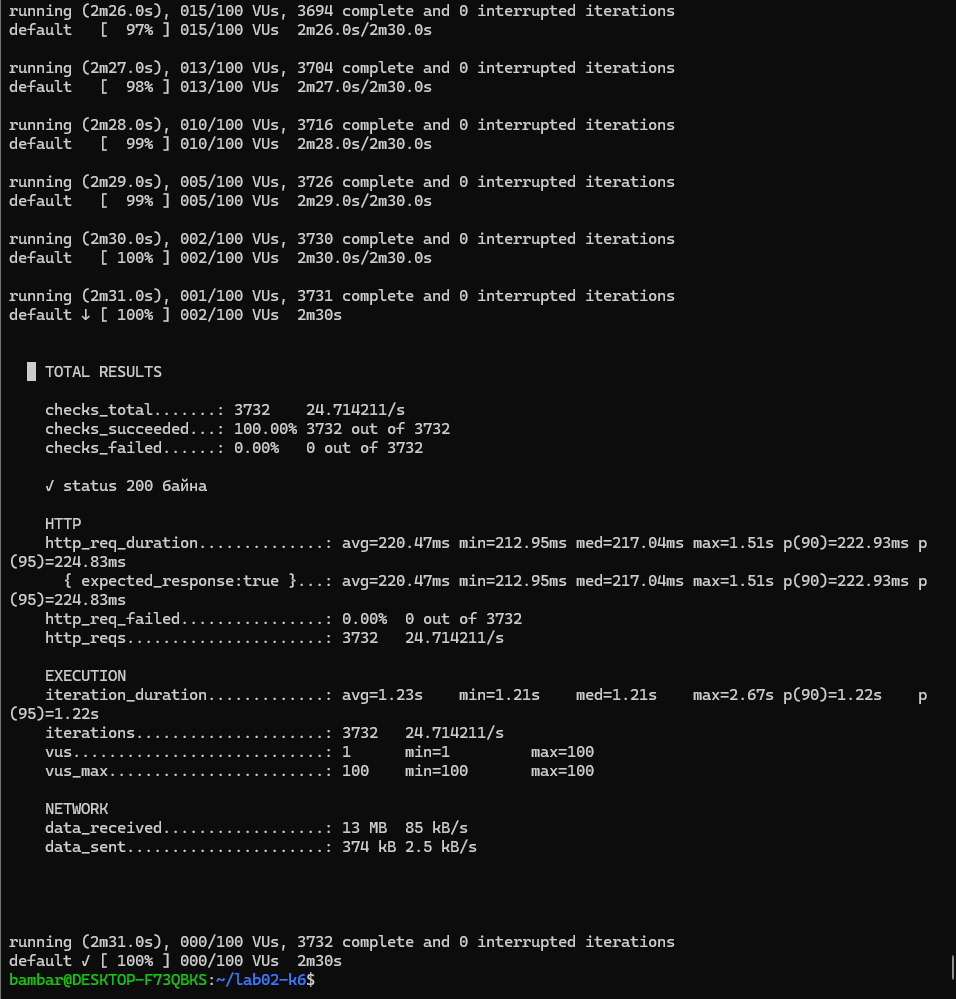 running (2m26.0s), 015/100 VUs, 3694 complete and 0 interrupted iterations
default   [  97% ] 015/100 VUs  2m26.0s/2m30.0s
running (2m27.0s), 013/100 VUs, 3704 complete and 0 interrupted iterations
default   [  98% ] 013/100 VUs  2m27.0s/2m30.0s
running (2m28.0s), 010/100 VUs, 3716 complete and 0 interrupted iterations
default   [  99% ] 010/100 VUs  2m28.0s/2m30.0s
running (2m29.0s), 005/100 VUs, 3726 complete and 0 interrupted iterations
default   [  99% ] 005/100 VUs  2m29.0s/2m30.0s
running (2m30.0s), 002/100 VUs, 3730 complete and 0 interrupted iterations
default   [ 100% ] 002/100 VUs  2m30.0s/2m30.0s
running (2m31.0s), 001/100 VUs, 3731 complete and 0 interrupted iterations
default ↓ [ 100% ] 002/100 VUs  2m30s
█ TOTAL RESULTS
checks_total.......: 3732    24.714211/s
checks_succeeded...: 100.00% 3732 out of 3732
checks_failed......: 0.00%   0 out of 3732
✓ status 200 байна
HTTP
http_req_duration..............: avg=220.47ms min=212.95ms med=217.04ms max=1.51s p(90)=222.93ms p
(95)=224.83ms
{ expected_response:true }...: avg=220.47ms min=212.95ms med=217.04ms max=1.51s p(90)=222.93ms p
(95)=224.83ms
http_req_failed................: 0.00%  0 out of 3732
http_reqs......................: 3732   24.714211/s
EXECUTION
iteration_duration.............: avg=1.23s    min=1.21s    med=1.21s    max=2.67s p(90)=1.22s    p
(95)=1.22s
iterations.....................: 3732   24.714211/s
vus............................: 1      min=1         max=100
vus_max........................: 100    min=100       max=100
NETWORK
data_received..................: 13 MB  85 kB/s
data_sent......................: 374 kB 2.5 kB/s
running (2m31.0s), 000/100 VUs, 3732 complete and 0 interrupted iterations
default ✓ [ 100% ] 000/100 VUs  2m30s
bambar@DESKTOP-F73QBKS:~/lab02-k6$